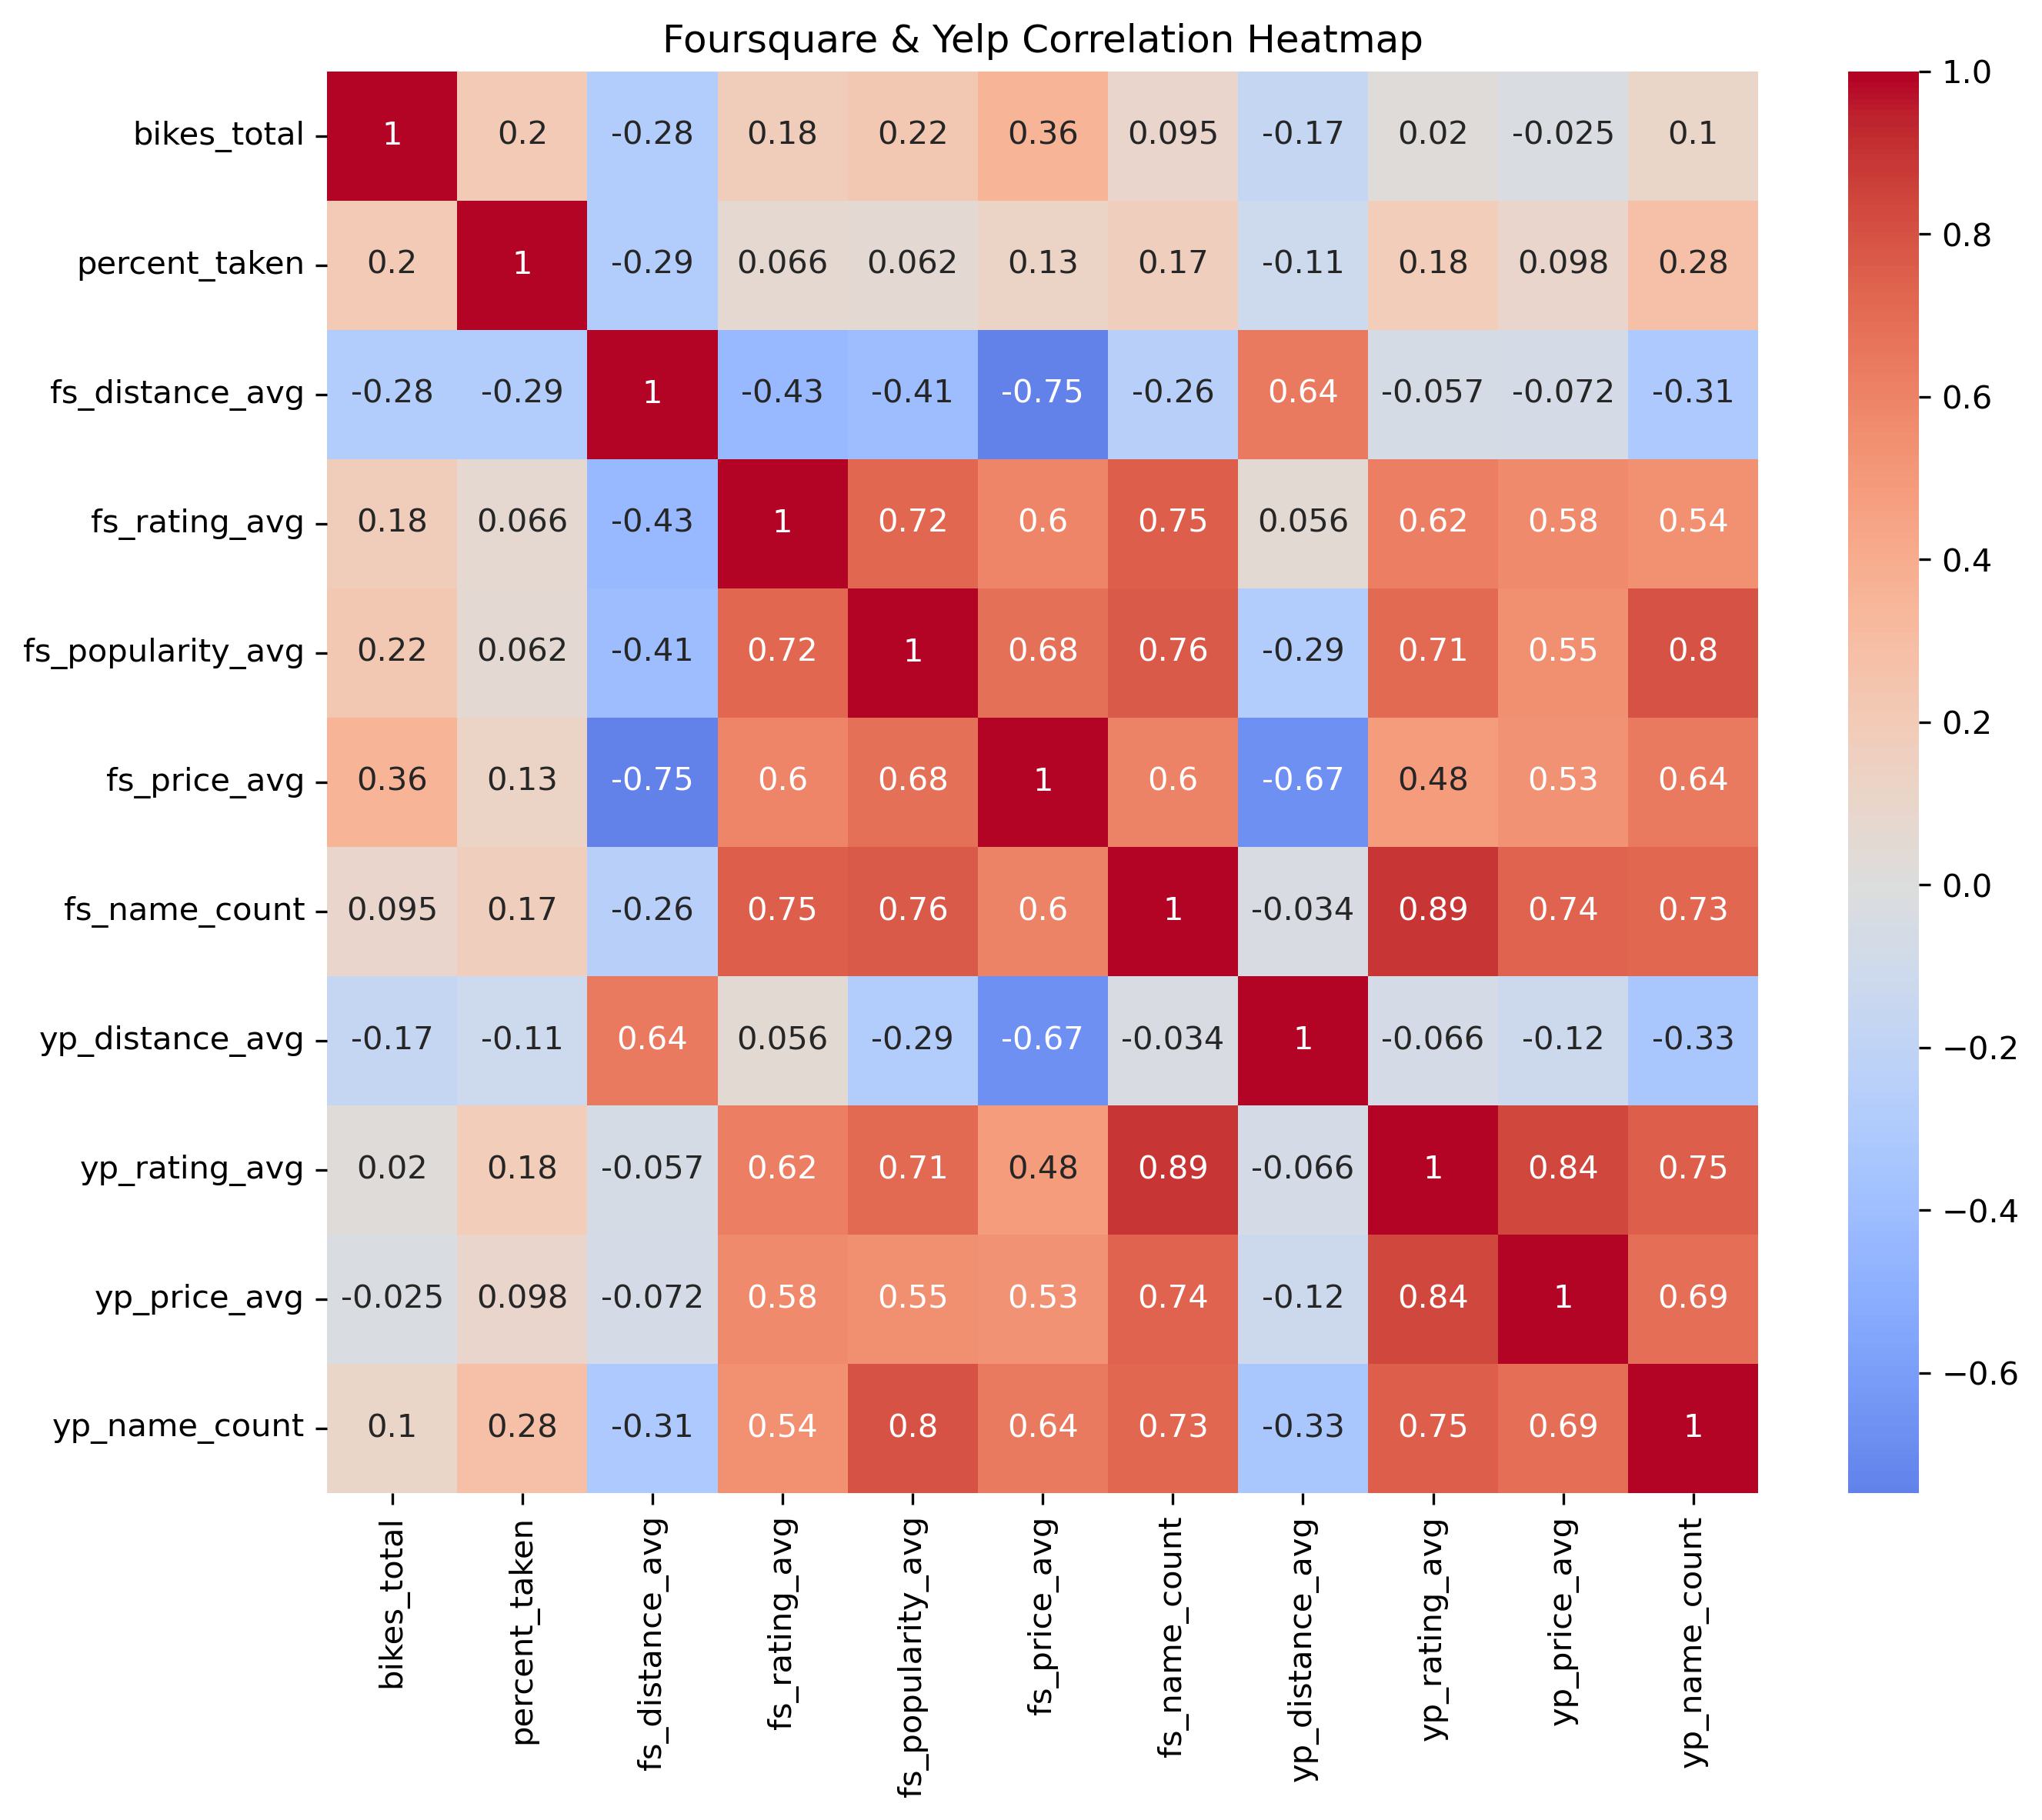 Foursquare & Yelp Correlation Heatmap
bikes_total 1 0.2 -0.28 0.18 0.22 0.36 0.095 -0.17 0.02 -0.025 0.1
percent_taken 0.2 1 -0.29 0.066 0.062 0.13 0.17 -0.11 0.18 0.098 0.28
fs_distance_avg -0.28 -0.29 1 -0.43 -0.41 -0.75 -0.26 0.64 -0.057 -0.072 -0.31
fs_rating_avg 0.18 0.066 -0.43 1 0.72 0.6 0.75 0.056 0.62 0.58 0.54
fs_popularity_avg 0.22 0.062 -0.41 0.72 1 0.68 0.76 -0.29 0.71 0.55 0.8
fs_price_avg 0.36 0.13 -0.75 0.6 0.68 1 0.6 -0.67 0.48 0.53 0.64
fs_name_count 0.095 0.17 -0.26 0.75 0.76 0.6 1 -0.034 0.89 0.74 0.73
yp_distance_avg -0.17 -0.11 0.64 0.056 -0.29 -0.67 -0.034 1 -0.066 -0.12 -0.33
yp_rating_avg 0.02 0.18 -0.057 0.62 0.71 0.48 0.89 -0.066 1 0.84 0.75
yp_price_avg -0.025 0.098 -0.072 0.58 0.55 0.53 0.74 -0.12 0.84 1 0.69
yp_name_count 0.1 0.28 -0.31 0.54 0.8 0.64 0.73 -0.33 0.75 0.69 1
bikes_total
percent_taken
fs_distance_avg
fs_rating_avg
fs_popularity_avg
fs_price_avg
fs_name_count
yp_distance_avg
yp_rating_avg
yp_price_avg
yp_name_count
1.0
0.8
0.6
0.4
0.2
0.0
−0.2
−0.4
−0.6